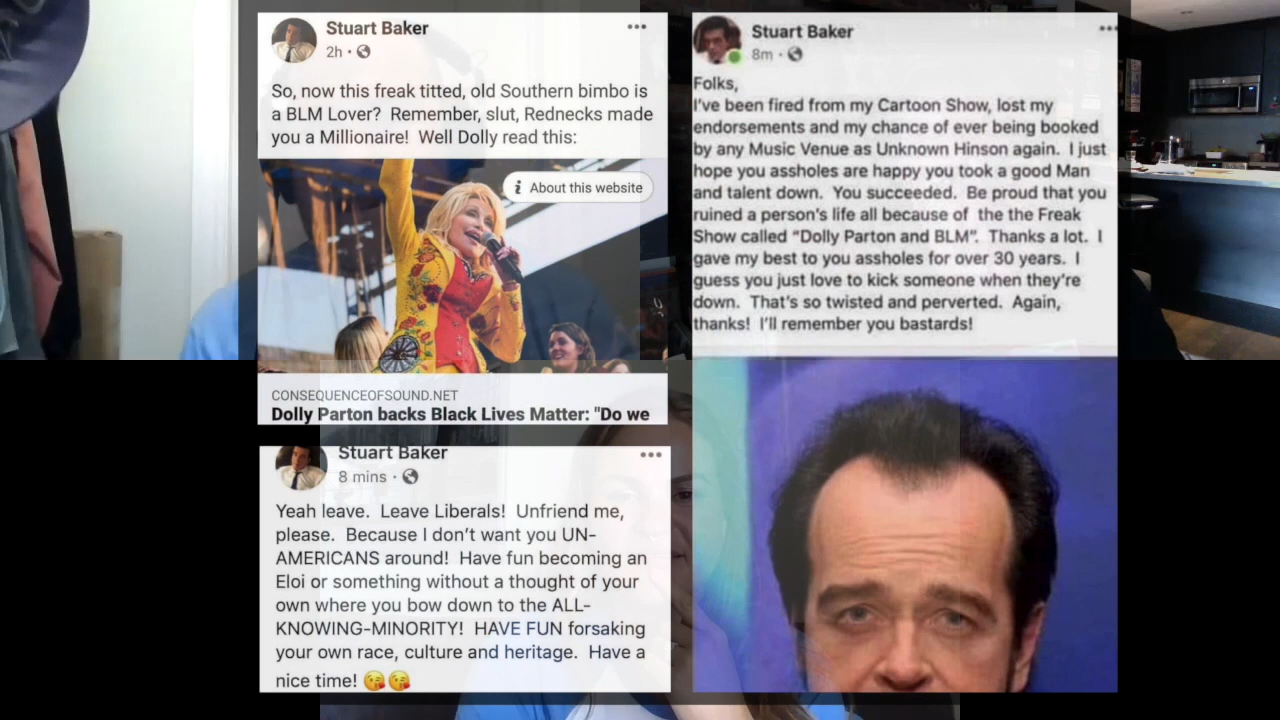 Stuart Baker
2h
So, now this freak titted, old Southern bimbo is
a BLM Lover?  Remember, slut, Rednecks made
you a Millionaire!  Well Dolly read this:
i About this website
CONSEQUENCEOFSOUND.NET
Dolly Parton backs Black Lives Matter: "Do we
Stuart Baker
8 mins
Yeah leave.  Leave Liberals!  Unfriend me,
please.  Because I don't want you UN-
AMERICANS around!  Have fun becoming an
Eloi or something without a thought of your
own where you bow down to the ALL-
KNOWING-MINORITY!  HAVE FUN forsaking
your own race, culture and heritage.  Have a
nice time! 😘😘
Stuart Baker
8m
Folks,
I've been fired from my Cartoon Show, lost my
endorsements and my chance of ever being booked
by any Music Venue as Unknown Hinson again.  I just
hope you assholes are happy you took a good Man
and talent down.  You succeeded.  Be proud that you
ruined a person's life all because of  the the Freak
Show called "Dolly Parton and BLM".  Thanks a lot.  I
gave my best to you assholes for over 30 years.  I
guess you just love to kick someone when they're
down.  That's so twisted and perverted.  Again,
thanks!  I'll remember you bastards!